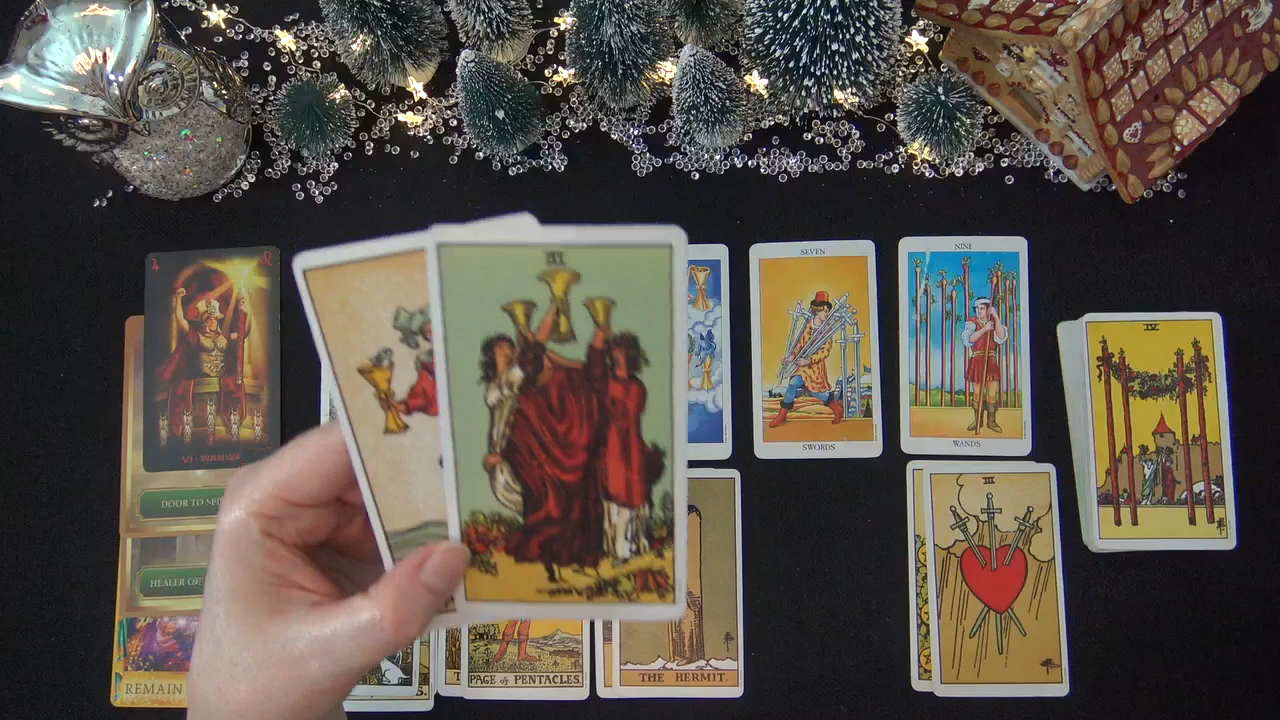 SEVEN
NINE
III
IV
VI · WANDS
SWORDS
WANDS
III
DOOR TO
HEALER OF
REMAIN
PAGE of PENTACLES.
THE HERMIT.